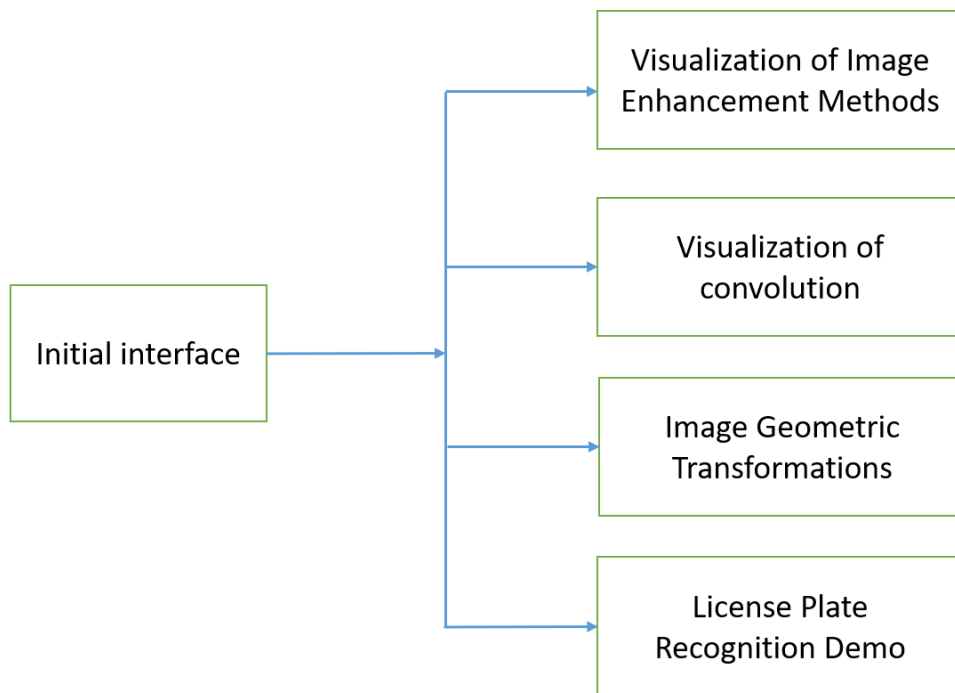 Visualization of Image
Enhancement Methods
Visualization of
convolution
Initial interface
Image Geometric
Transformations
License Plate
Recognition Demo